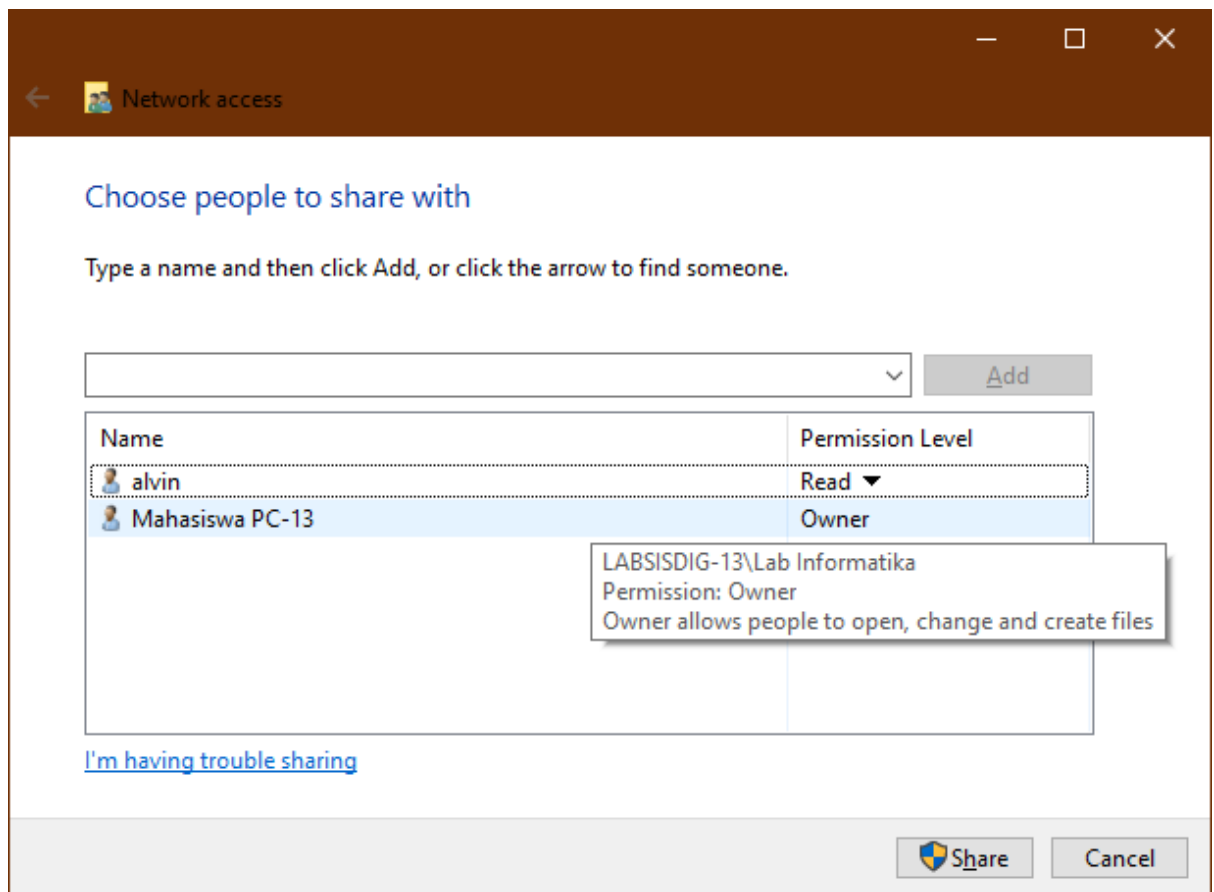 Network access
Choose people to share with
Type a name and then click Add, or click the arrow to find someone.
Add
Name Permission Level
alvin Read
Mahasiswa PC-13 Owner
LABSISDIG-13\Lab Informatika
Permission: Owner
Owner allows people to open, change and create files
I'm having trouble sharing
Share Cancel